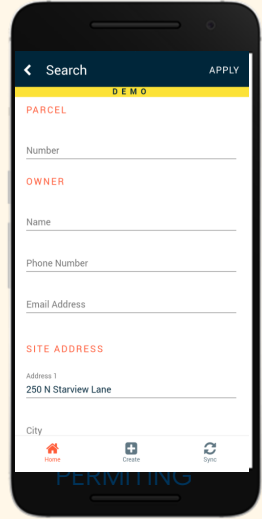 Search APPLY
DEMO
PARCEL
Number
OWNER
Name
Phone Number
Email Address
SITE ADDRESS
Address 1
250 N Starview Lane
City
Home Create Sync
PERMITING